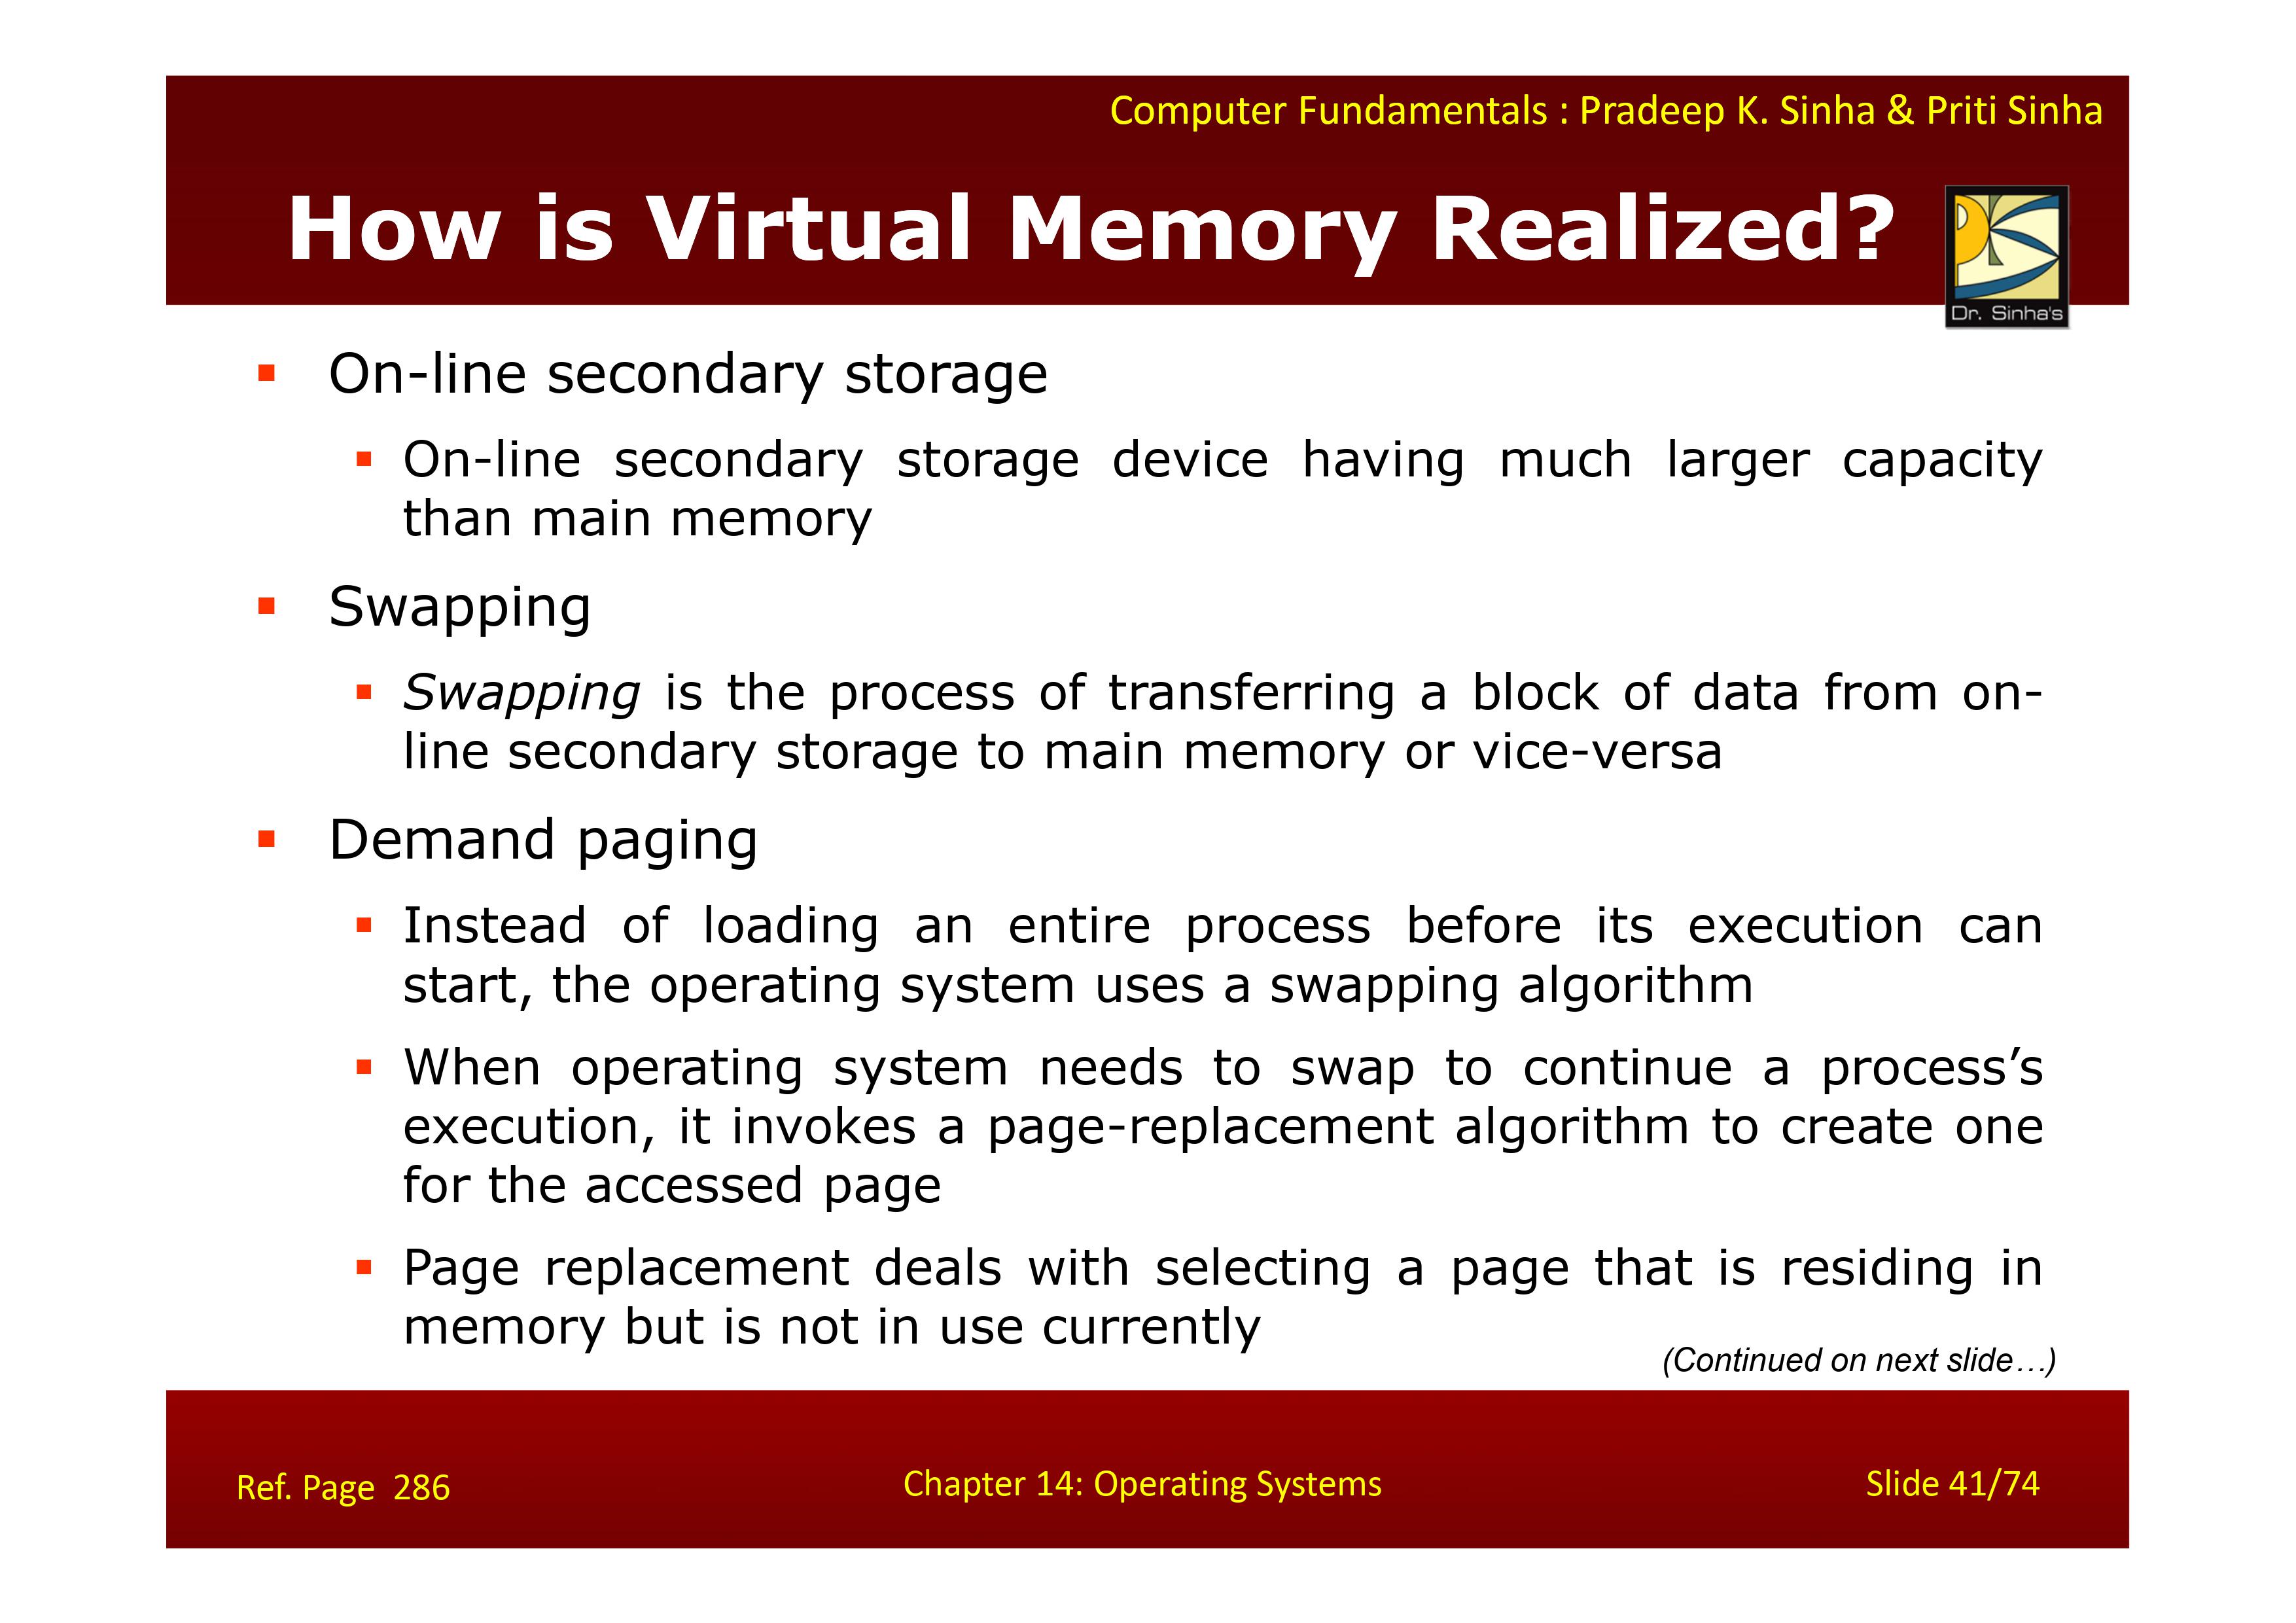 Computer Fundamentals : Pradeep K. Sinha & Priti Sinha
How is Virtual Memory Realized?
Dr. Sinha's
▪ On-line secondary storage
▪ On-line secondary storage device having much larger capacity
than main memory
▪ Swapping
▪ Swapping is the process of transferring a block of data from on-
line secondary storage to main memory or vice-versa
▪ Demand paging
▪ Instead of loading an entire process before its execution can
start, the operating system uses a swapping algorithm
▪ When operating system needs to swap to continue a process’s
execution, it invokes a page-replacement algorithm to create one
for the accessed page
▪ Page replacement deals with selecting a page that is residing in
memory but is not in use currently
(Continued on next slide…)
Ref. Page 286
Chapter 14: Operating Systems
Slide 41/74